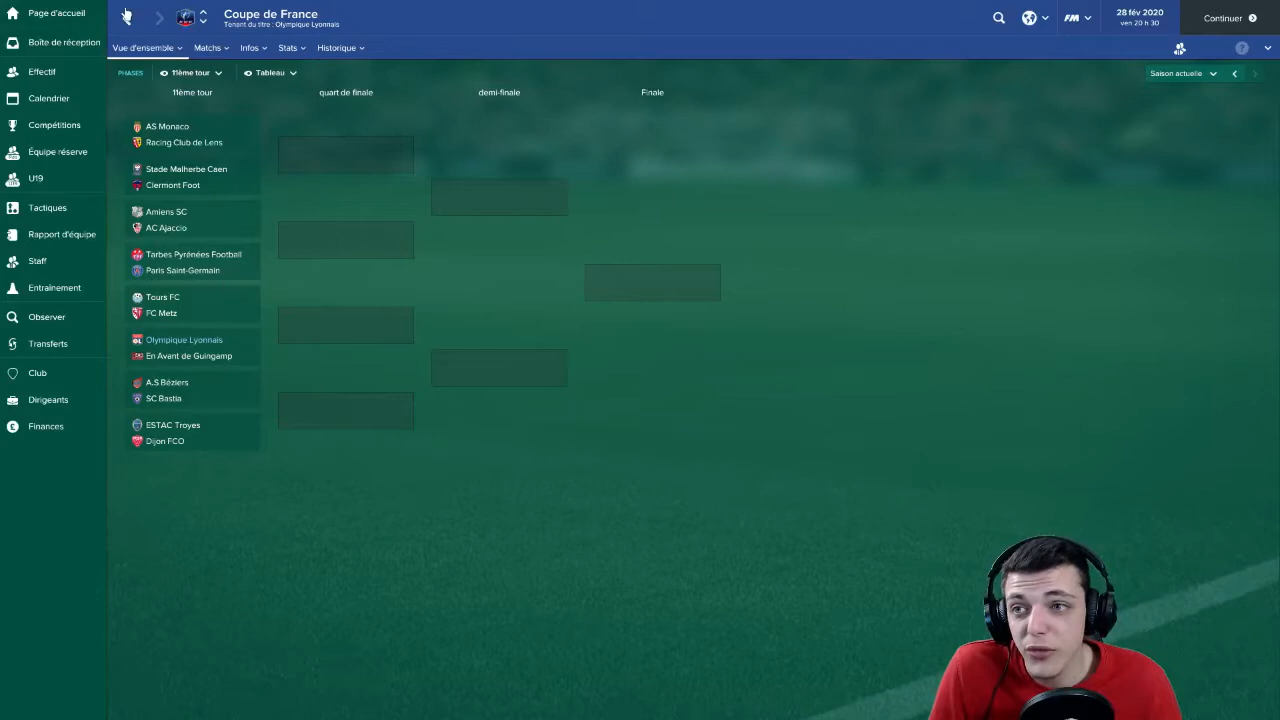 Page d'accueil
Boîte de réception
Effectif
Calendrier
Compétitions
Équipe réserve
U19
Tactiques
Rapport d'équipe
Staff
Entraînement
Observer
Transferts
Club
Dirigeants
Finances
Coupe de France
Tenant du titre : Olympique Lyonnais
FM
28 fév 2020
ven 20 h 30
Continuer
Vue d'ensemble
Matchs
Infos
Stats
Historique
PHASES
11ème tour
Tableau
Saison actuelle
11ème tour
quart de finale
demi-finale
Finale
AS Monaco
Racing Club de Lens
Stade Malherbe Caen
Clermont Foot
Amiens SC
AC Ajaccio
Tarbes Pyrénées Football
Paris Saint-Germain
Tours FC
FC Metz
Olympique Lyonnais
En Avant de Guingamp
A.S Béziers
SC Bastia
ESTAC Troyes
Dijon FCO